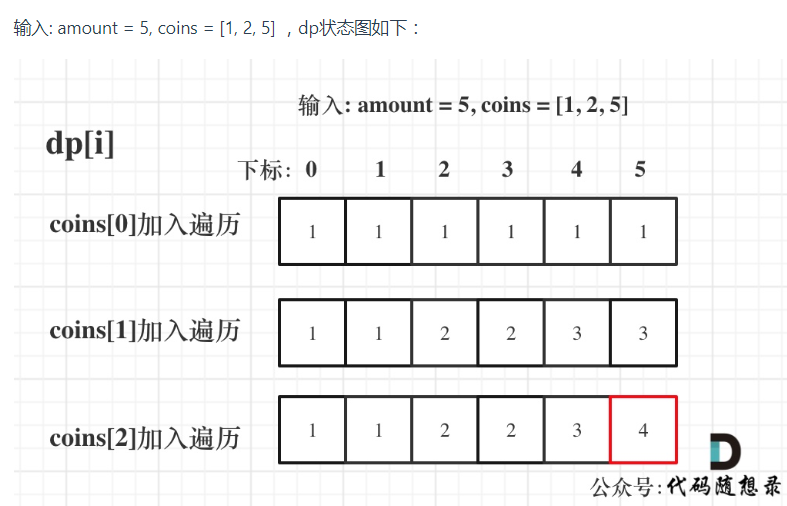 输入: amount = 5, coins = [1, 2, 5] ，dp状态图如下：
输入: amount = 5, coins = [1, 2, 5]
dp[i]
下标: 0 1 2 3 4 5
coins[0]加入遍历 1 1 1 1 1 1
coins[1]加入遍历 1 1 2 2 3 3
coins[2]加入遍历 1 1 2 2 3 4
公众号:代码随想录